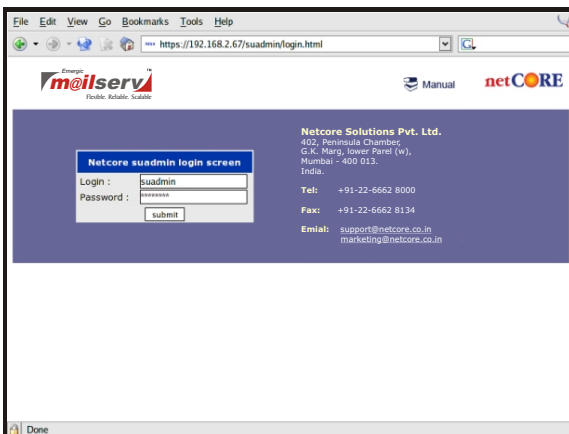 File Edit View Go Bookmarks Tools Help
https://192.168.2.67/suadmin/login.html
G
Emergic
m@ilserv™
Flexible. Reliable. Scalable
Manual
netCORE
Netcore suadmin login screen
Login : suadmin
Password : ********
submit
Netcore Solutions Pvt. Ltd.
402, Peninsula Chamber,
G.K. Marg, lower Parel (w),
Mumbai - 400 013.
India.
Tel: +91-22-6662 8000
Fax: +91-22-6662 8134
Emial: support@netcore.co.in
marketing@netcore.co.in
Done